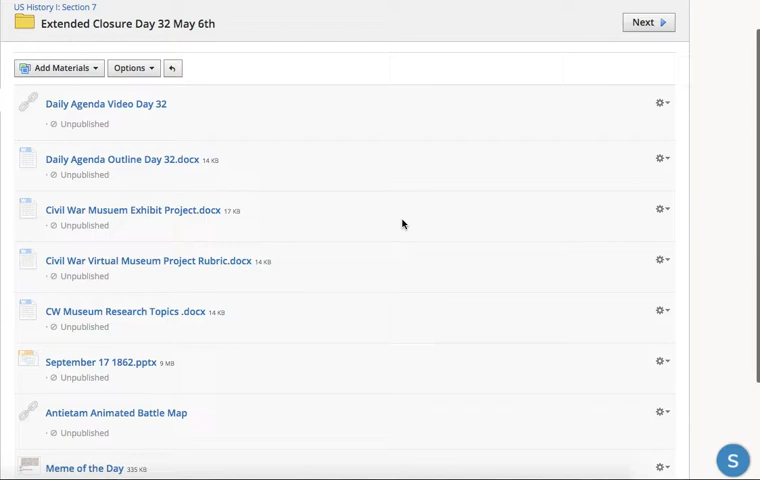 US History I: Section 7
Extended Closure Day 32 May 6th
Next
Add Materials
Options
Daily Agenda Video Day 32
· Unpublished
Daily Agenda Outline Day 32.docx 14 KB
· Unpublished
Civil War Musuem Exhibit Project.docx 17 KB
· Unpublished
Civil War Virtual Museum Project Rubric.docx 14 KB
· Unpublished
CW Museum Research Topics .docx 14 KB
· Unpublished
September 17 1862.pptx 9 MB
· Unpublished
Antietam Animated Battle Map
· Unpublished
Meme of the Day 335 KB
S